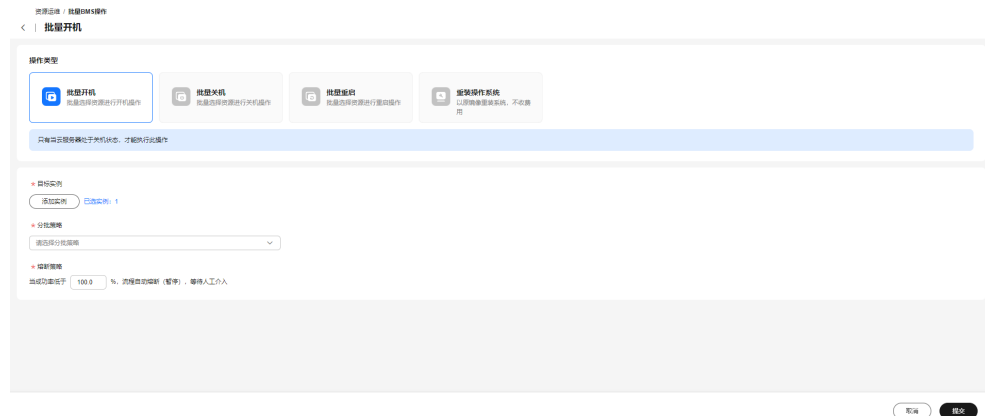 资源运维 / 批量BMS操作
批量开机
操作类型
批量开机
批量选择资源进行开机操作
批量关机
批量选择资源进行关机操作
批量重启
批量选择资源进行重启操作
重装操作系统
以原镜像重装系统，不收费用
只有当云服务器处于关机状态，才能执行此操作
* 目标实例
添加实例 已选实例：1
* 分批策略
请选择分批策略
* 熔断策略
当成功率低于 100.0 %，流程自动熔断（暂停），等待人工介入
取消 提交